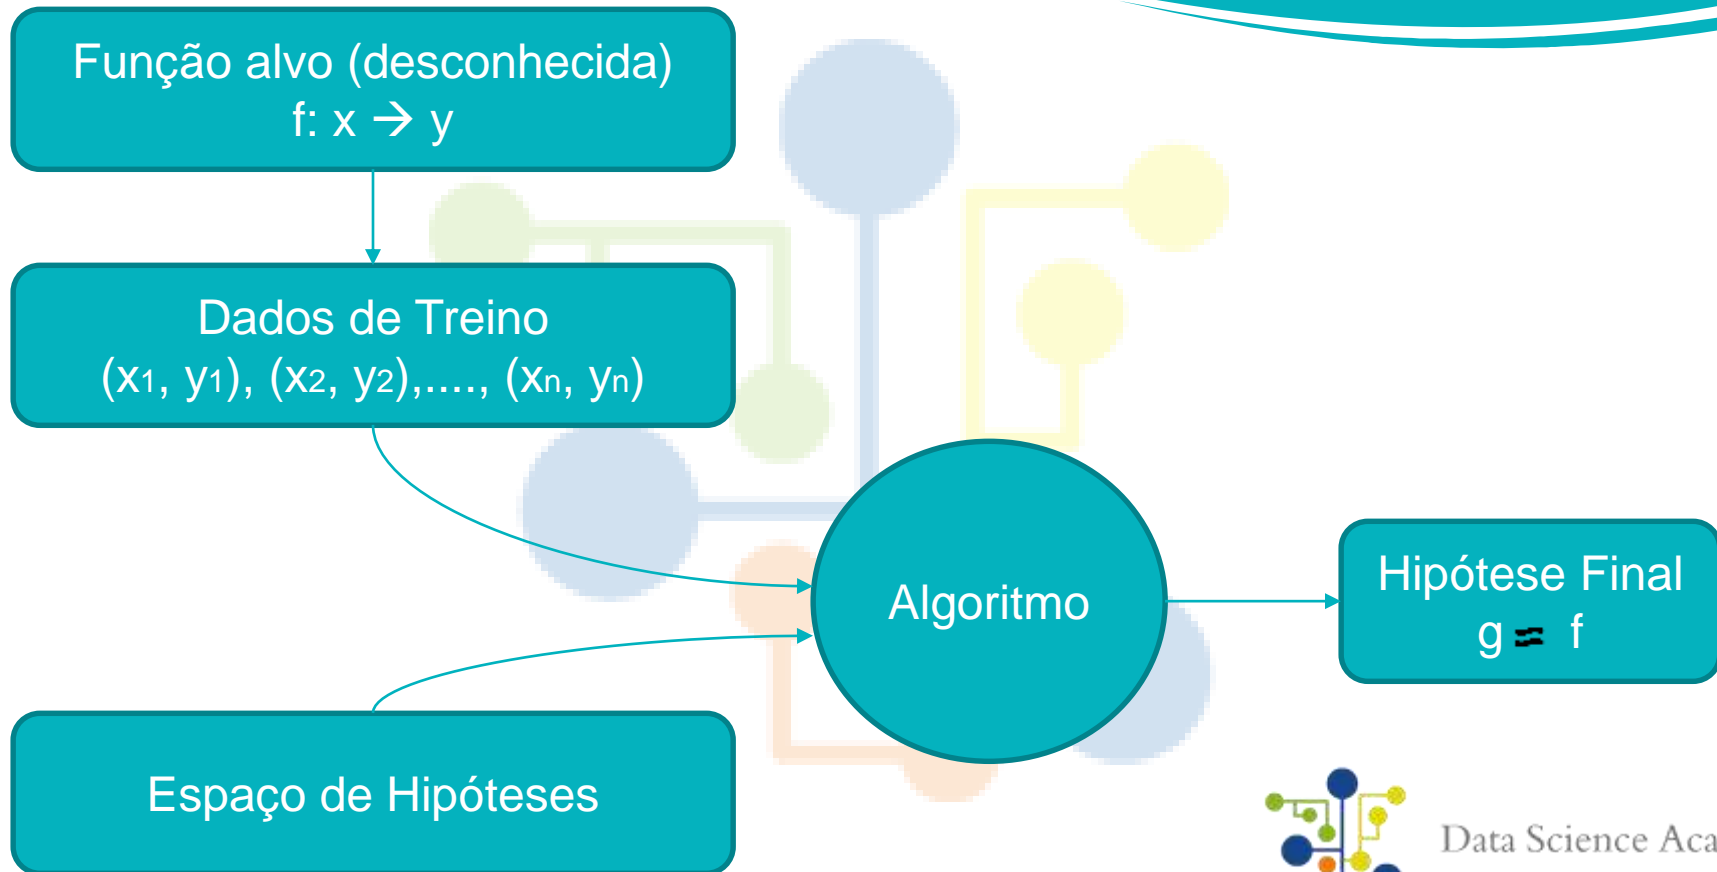 Função alvo (desconhecida)
f: x → y
Dados de Treino
(x1, y1), (x2, y2),...., (xn, yn)
Algoritmo
Hipótese Final
g ≈ f
Espaço de Hipóteses
Data Science Aca